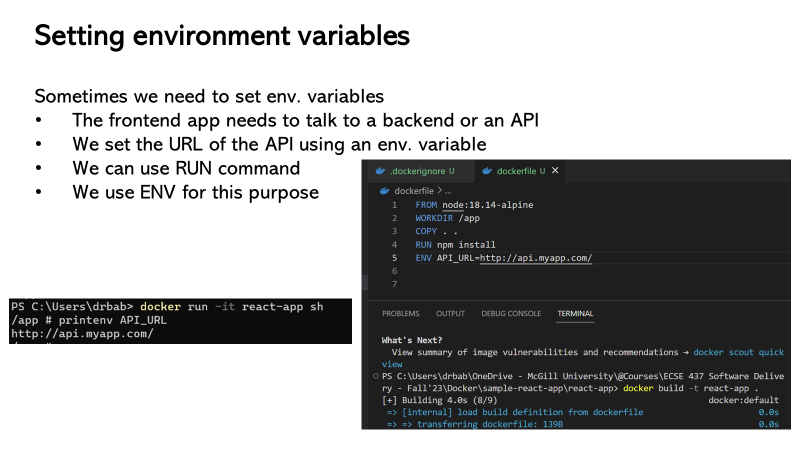 Setting environment variables
Sometimes we need to set env. variables
• The frontend app needs to talk to a backend or an API
• We set the URL of the API using an env. variable
• We can use RUN command
• We use ENV for this purpose
PS C:\Users\drbab> docker run -it react-app sh
/app # printenv API_URL
http://api.myapp.com/
.dockerignore U dockerfile U ✕
dockerfile > ...
1 FROM node:18.14-alpine
2 WORKDIR /app
3 COPY . .
4 RUN npm install
5 ENV API_URL=http://api.myapp.com/
6
7
PROBLEMS OUTPUT DEBUG CONSOLE TERMINAL
What's Next?
View summary of image vulnerabilities and recommendations → docker scout quick
view
PS C:\Users\drbab\OneDrive - McGill University\@Courses\ECSE 437 Software Delive
ry - Fall'23\Docker\sample-react-app\react-app> docker build -t react-app .
[+] Building 4.0s (8/9) docker:default
=> [internal] load build definition from dockerfile 0.0s
=> => transferring dockerfile: 139B 0.0s